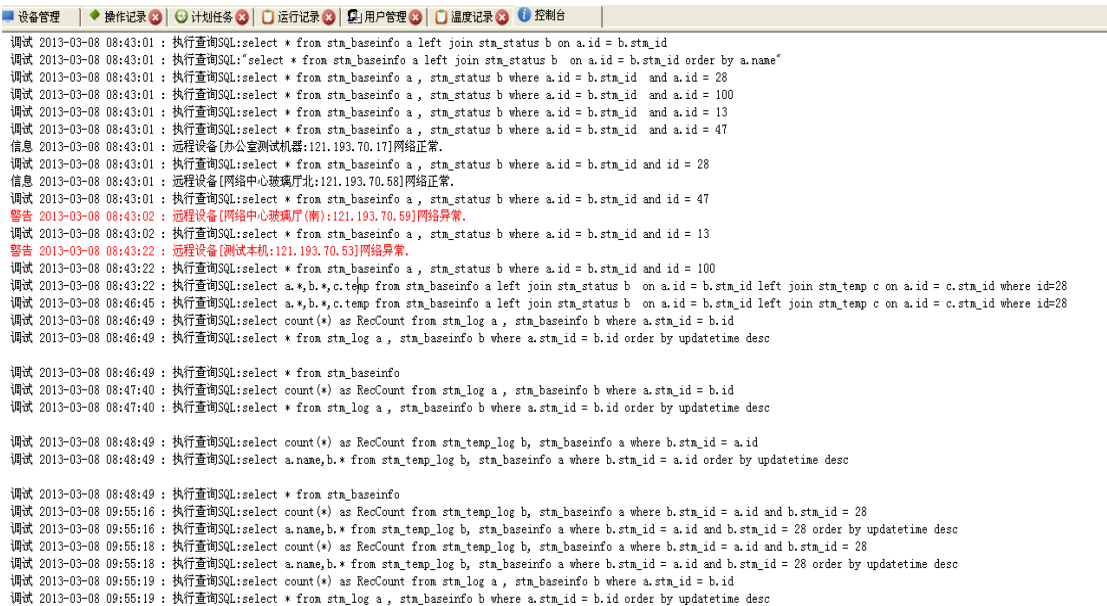 设备管理 操作记录 计划任务 运行记录 用户管理 温度记录 控制台
调试 2013-03-08 08:43:01 : 执行查询SQL:select * from stm_baseinfo a left join stm_status b on a.id = b.stm_id
调试 2013-03-08 08:43:01 : 执行查询SQL:"select * from stm_baseinfo a left join stm_status b  on a.id = b.stm_id order by a.name"
调试 2013-03-08 08:43:01 : 执行查询SQL:select * from stm_baseinfo a , stm_status b where a.id = b.stm_id  and a.id = 28
调试 2013-03-08 08:43:01 : 执行查询SQL:select * from stm_baseinfo a , stm_status b where a.id = b.stm_id  and a.id = 100
调试 2013-03-08 08:43:01 : 执行查询SQL:select * from stm_baseinfo a , stm_status b where a.id = b.stm_id  and a.id = 13
调试 2013-03-08 08:43:01 : 执行查询SQL:select * from stm_baseinfo a , stm_status b where a.id = b.stm_id  and a.id = 47
信息 2013-03-08 08:43:01 : 远程设备[办公室测试机器:121.193.70.17]网络正常.
调试 2013-03-08 08:43:01 : 执行查询SQL:select * from stm_baseinfo a , stm_status b where a.id = b.stm_id and id = 28
信息 2013-03-08 08:43:01 : 远程设备[网络中心玻璃厅北:121.193.70.58]网络正常.
调试 2013-03-08 08:43:01 : 执行查询SQL:select * from stm_baseinfo a , stm_status b where a.id = b.stm_id and id = 47
警告 2013-03-08 08:43:02 : 远程设备[网络中心玻璃厅(南):121.193.70.59]网络异常.
调试 2013-03-08 08:43:02 : 执行查询SQL:select * from stm_baseinfo a , stm_status b where a.id = b.stm_id and id = 13
警告 2013-03-08 08:43:22 : 远程设备[测试本机:121.193.70.53]网络异常.
调试 2013-03-08 08:43:22 : 执行查询SQL:select * from stm_baseinfo a , stm_status b where a.id = b.stm_id and id = 100
调试 2013-03-08 08:43:22 : 执行查询SQL:select a.*,b.*,c.temp from stm_baseinfo a left join stm_status b  on a.id = b.stm_id left join stm_temp c on a.id = c.stm_id where id=28
调试 2013-03-08 08:46:45 : 执行查询SQL:select a.*,b.*,c.temp from stm_baseinfo a left join stm_status b  on a.id = b.stm_id left join stm_temp c on a.id = c.stm_id where id=28
调试 2013-03-08 08:46:49 : 执行查询SQL:select count(*) as RecCount from stm_log a , stm_baseinfo b where a.stm_id = b.id
调试 2013-03-08 08:46:49 : 执行查询SQL:select * from stm_log a , stm_baseinfo b where a.stm_id = b.id order by updatetime desc
调试 2013-03-08 08:46:49 : 执行查询SQL:select * from stm_baseinfo
调试 2013-03-08 08:47:40 : 执行查询SQL:select count(*) as RecCount from stm_log a , stm_baseinfo b where a.stm_id = b.id
调试 2013-03-08 08:47:40 : 执行查询SQL:select * from stm_log a , stm_baseinfo b where a.stm_id = b.id order by updatetime desc
调试 2013-03-08 08:48:49 : 执行查询SQL:select count(*) as RecCount from stm_temp_log b, stm_baseinfo a where b.stm_id = a.id
调试 2013-03-08 08:48:49 : 执行查询SQL:select a.name,b.* from stm_temp_log b, stm_baseinfo a where b.stm_id = a.id order by updatetime desc
调试 2013-03-08 08:48:49 : 执行查询SQL:select * from stm_baseinfo
调试 2013-03-08 09:55:16 : 执行查询SQL:select count(*) as RecCount from stm_temp_log b, stm_baseinfo a where b.stm_id = a.id and b.stm_id = 28
调试 2013-03-08 09:55:16 : 执行查询SQL:select a.name,b.* from stm_temp_log b, stm_baseinfo a where b.stm_id = a.id and b.stm_id = 28 order by updatetime desc
调试 2013-03-08 09:55:18 : 执行查询SQL:select count(*) as RecCount from stm_temp_log b, stm_baseinfo a where b.stm_id = a.id and b.stm_id = 28
调试 2013-03-08 09:55:18 : 执行查询SQL:select a.name,b.* from stm_temp_log b, stm_baseinfo a where b.stm_id = a.id and b.stm_id = 28 order by updatetime desc
调试 2013-03-08 09:55:19 : 执行查询SQL:select count(*) as RecCount from stm_log a , stm_baseinfo b where a.stm_id = b.id
调试 2013-03-08 09:55:19 : 执行查询SQL:select * from stm_log a , stm_baseinfo b where a.stm_id = b.id order by updatetime desc